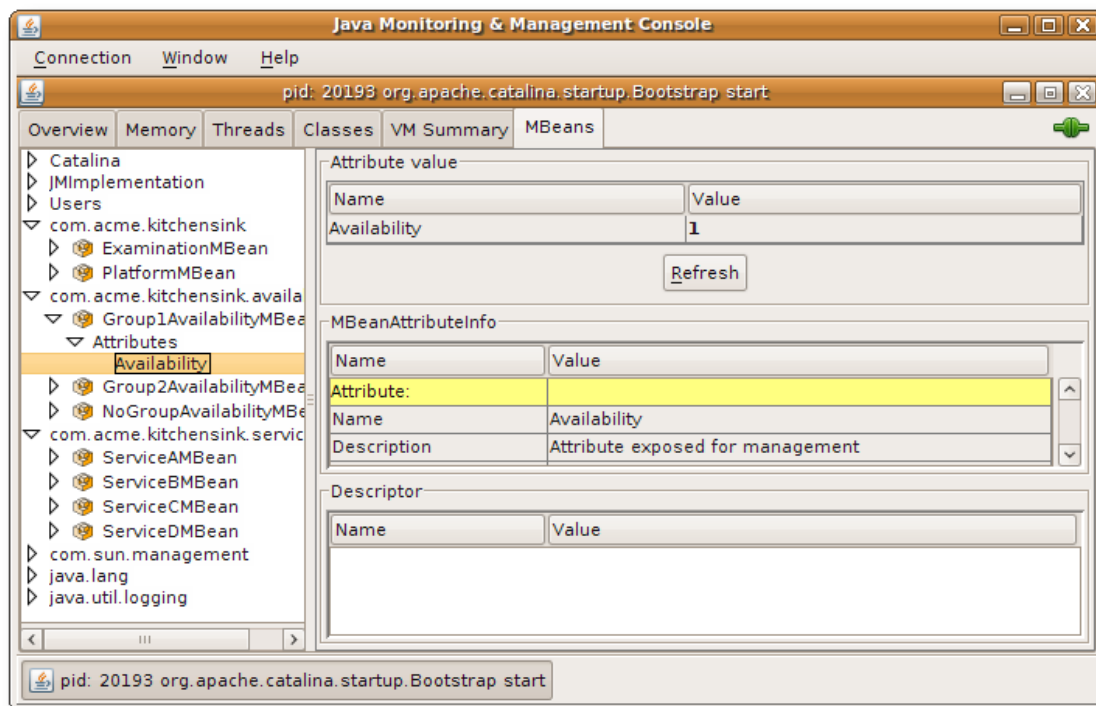 Java Monitoring & Management Console
Connection Window Help
pid: 20193 org.apache.catalina.startup.Bootstrap start
Overview Memory Threads Classes VM Summary MBeans
Catalina
JMImplementation
Users
com.acme.kitchensink
ExaminationMBean
PlatformMBean
com.acme.kitchensink.availa
Group1AvailabilityMBea
Attributes
Availability
Group2AvailabilityMBea
NoGroupAvailabilityMBe
com.acme.kitchensink.servic
ServiceAMBean
ServiceBMBean
ServiceCMBean
ServiceDMBean
com.sun.management
java.lang
java.util.logging
Attribute value
Name Value
Availability 1
Refresh
MBeanAttributeInfo
Name Value
Attribute:
Name Availability
Description Attribute exposed for management
Descriptor
Name Value
pid: 20193 org.apache.catalina.startup.Bootstrap start